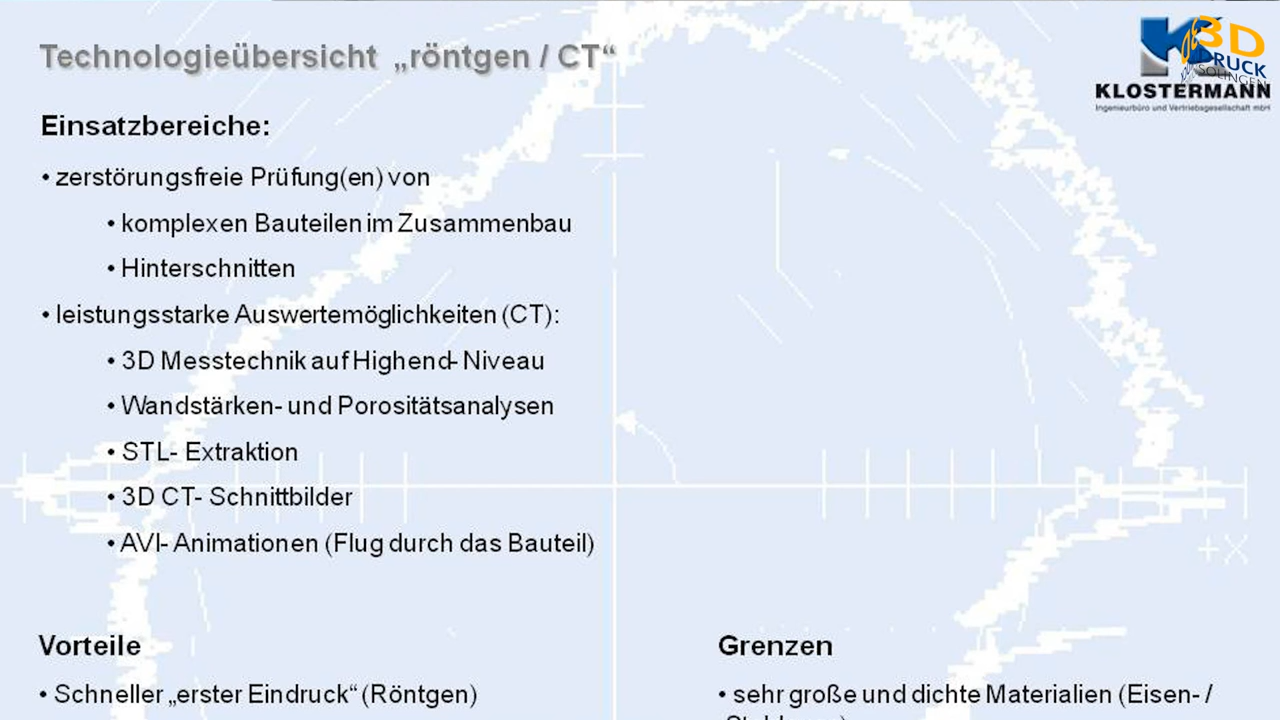 Technologieübersicht „röntgen / CT“
3D
DRUCK
SOLINGEN
KLOSTERMANN
Ingenieurbüro und Vertriebsgesellschaft mbH
Einsatzbereiche:
• zerstörungsfreie Prüfung(en) von
• komplexen Bauteilen im Zusammenbau
• Hinterschnitten
• leistungsstarke Auswertemöglichkeiten (CT):
• 3D Messtechnik auf Highend- Niveau
• Wandstärken- und Porositätsanalysen
• STL- Extraktion
• 3D CT- Schnittbilder
• AVI- Animationen (Flug durch das Bauteil)
+X
Vorteile
• Schneller „erster Eindruck“ (Röntgen)
Grenzen
• sehr große und dichte Materialien (Eisen- /